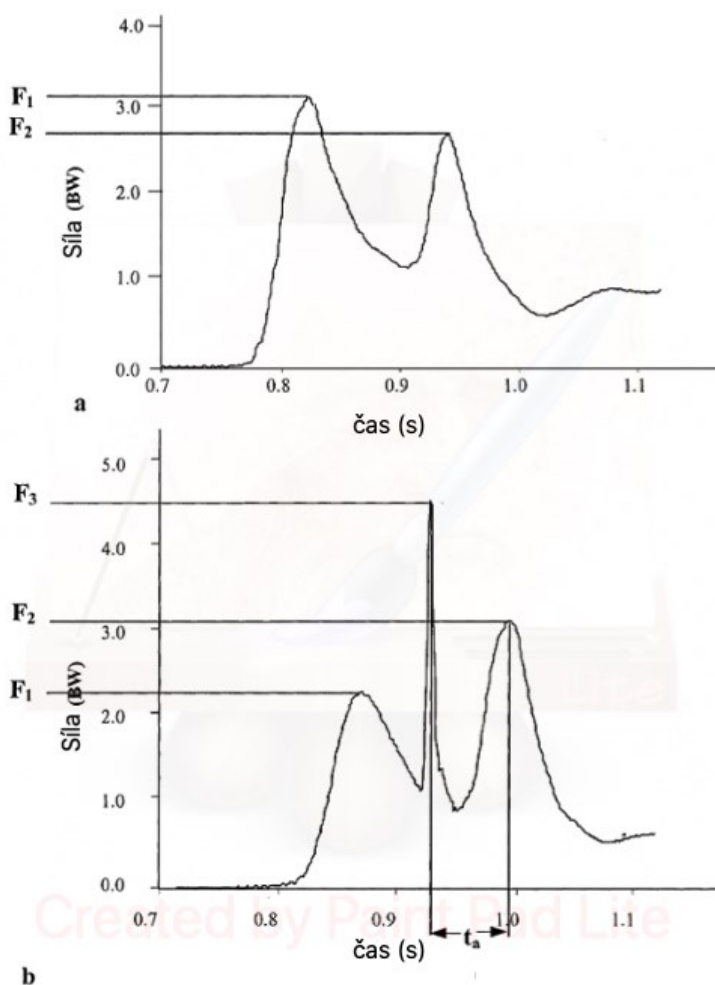 4.0
F₁
3.0
F₂
2.0
Síla (BW)
1.0
0.0
0.7 0.8 0.9 1.0 1.1
a
čas (s)
5.0
F₃
4.0
F₂
3.0
F₁
2.0
Síla (BW)
1.0
0.0
0.7 0.8 0.9 1.0 1.1
Created by Paint Pad Lite
tₐ
čas (s)
b